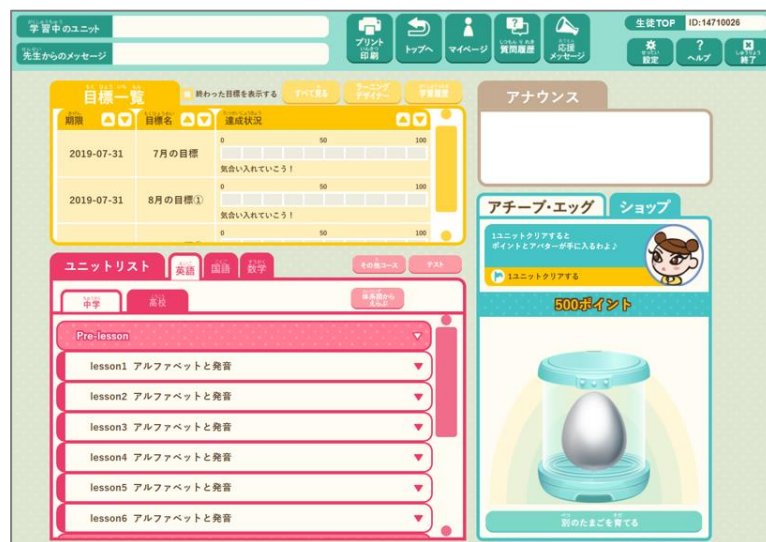 学習中のユニット
先生からのメッセージ
プリント
印刷
トップへ
マイページ
質問履歴
応援
メッセージ
生徒TOP
ID:14710026
設定
ヘルプ
終了
目標一覧
終わった目標を表示する
すべて見る
ラーニング
デザイナー
学習履歴
期限
目標名
達成状況
0 50 100
2019-07-31 7月の目標
気合い入れていこう！
0 50 100
2019-07-31 8月の目標①
気合い入れていこう！
0 50 100
アナウンス
アチーブ・エッグ
ショップ
1ユニットクリアすると
ポイントとアバターが手に入るわよ♪
1ユニットクリアする
500ポイント
別のたまごを育てる
ユニットリスト
英語
国語
数学
その他コース
テスト
中学
高校
体系図から
えらぶ
Pre-lesson
lesson1 アルファベットと発音
lesson2 アルファベットと発音
lesson3 アルファベットと発音
lesson4 アルファベットと発音
lesson5 アルファベットと発音
lesson6 アルファベットと発音